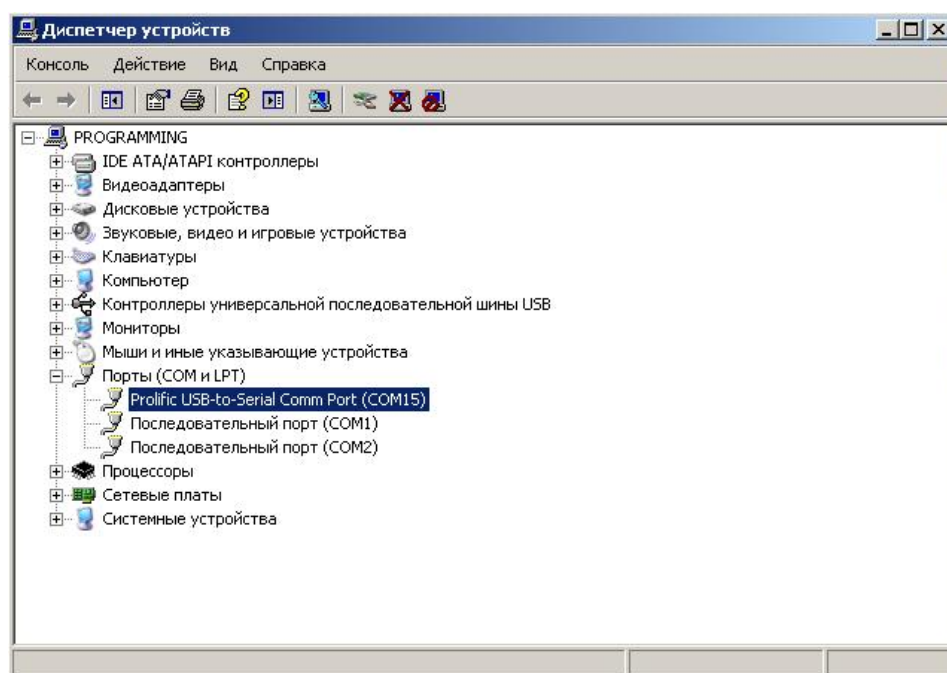 Диспетчер устройств
Консоль Действие Вид Справка
PROGRAMMING
IDE ATA/ATAPI контроллеры
Видеоадаптеры
Дисковые устройства
Звуковые, видео и игровые устройства
Клавиатуры
Компьютер
Контроллеры универсальной последовательной шины USB
Мониторы
Мыши и иные указывающие устройства
Порты (COM и LPT)
Prolific USB-to-Serial Comm Port (COM15)
Последовательный порт (COM1)
Последовательный порт (COM2)
Процессоры
Сетевые платы
Системные устройства